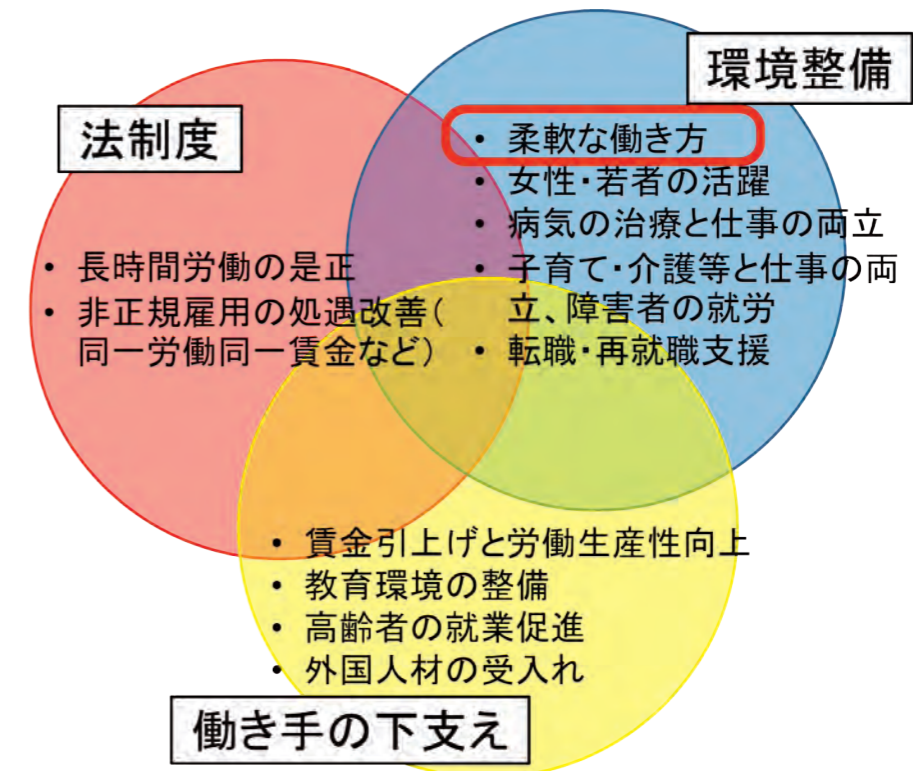 環境整備
・ 柔軟な働き方
・ 女性・若者の活躍
・ 病気の治療と仕事の両立
・ 子育て・介護等と仕事の両
立、障害者の就労
・ 転職・再就職支援
法制度
・ 長時間労働の是正
・ 非正規雇用の処遇改善(
同一労働同一賃金など)
・ 賃金引上げと労働生産性向上
・ 教育環境の整備
・ 高齢者の就業促進
・ 外国人材の受入れ
働き手の下支え